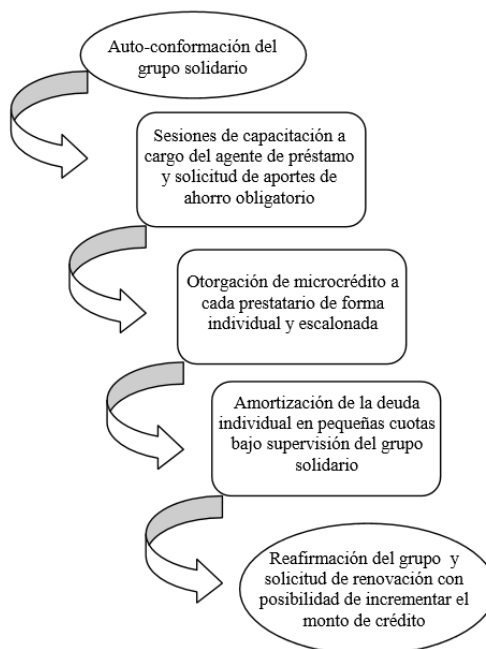 Auto-conformación del
grupo solidario
Sesiones de capacitación a
cargo del agente de préstamo
y solicitud de aportes de
ahorro obligatorio
Otorgación de microcrédito a
cada prestatario de forma
individual y escalonada
Amortización de la deuda
individual en pequeñas cuotas
bajo supervisión del grupo
solidario
Reafirmación del grupo y
solicitud de renovación con
posibilidad de incrementar el
monto de crédito